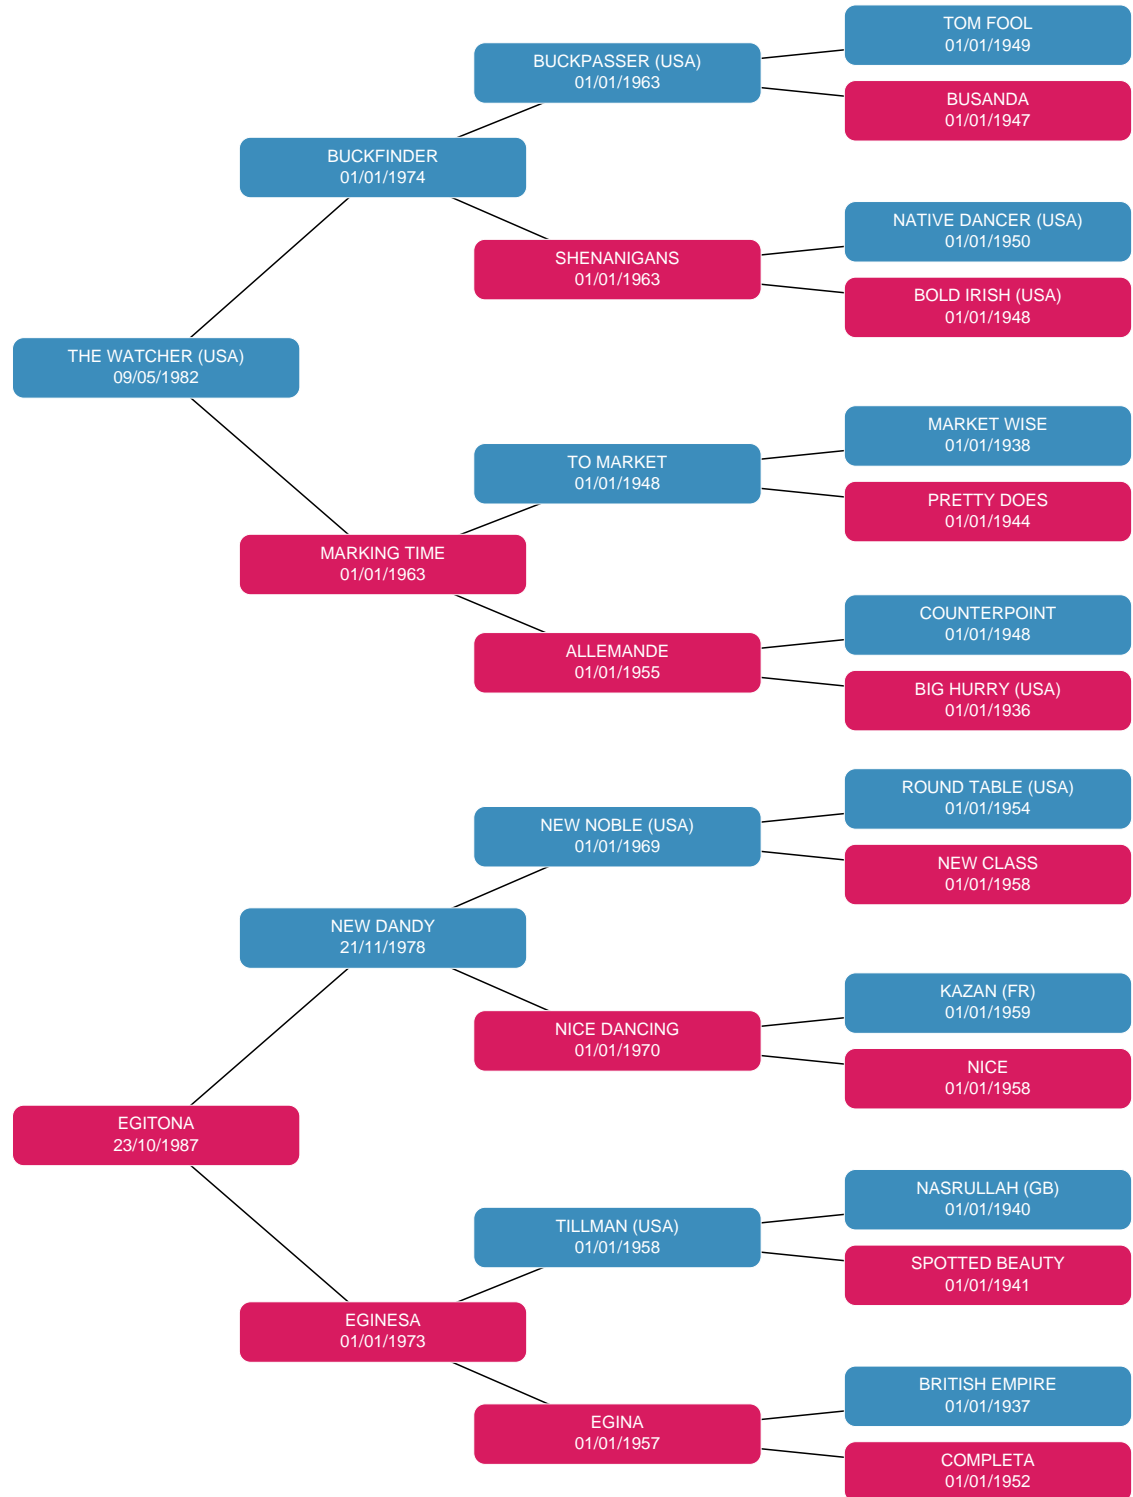 TOM FOOL
01/01/1949
BUCKPASSER (USA)
01/01/1963
BUSANDA
01/01/1947
BUCKFINDER
01/01/1974
NATIVE DANCER (USA)
01/01/1950
SHENANIGANS
01/01/1963
BOLD IRISH (USA)
01/01/1948
THE WATCHER (USA)
09/05/1982
MARKET WISE
01/01/1938
TO MARKET
01/01/1948
PRETTY DOES
01/01/1944
MARKING TIME
01/01/1963
COUNTERPOINT
01/01/1948
ALLEMANDE
01/01/1955
BIG HURRY (USA)
01/01/1936
ROUND TABLE (USA)
01/01/1954
NEW NOBLE (USA)
01/01/1969
NEW CLASS
01/01/1958
NEW DANDY
21/11/1978
KAZAN (FR)
01/01/1959
NICE DANCING
01/01/1970
NICE
01/01/1958
EGITONA
23/10/1987
NASRULLAH (GB)
01/01/1940
TILLMAN (USA)
01/01/1958
SPOTTED BEAUTY
01/01/1941
EGINESA
01/01/1973
BRITISH EMPIRE
01/01/1937
EGINA
01/01/1957
COMPLETA
01/01/1952